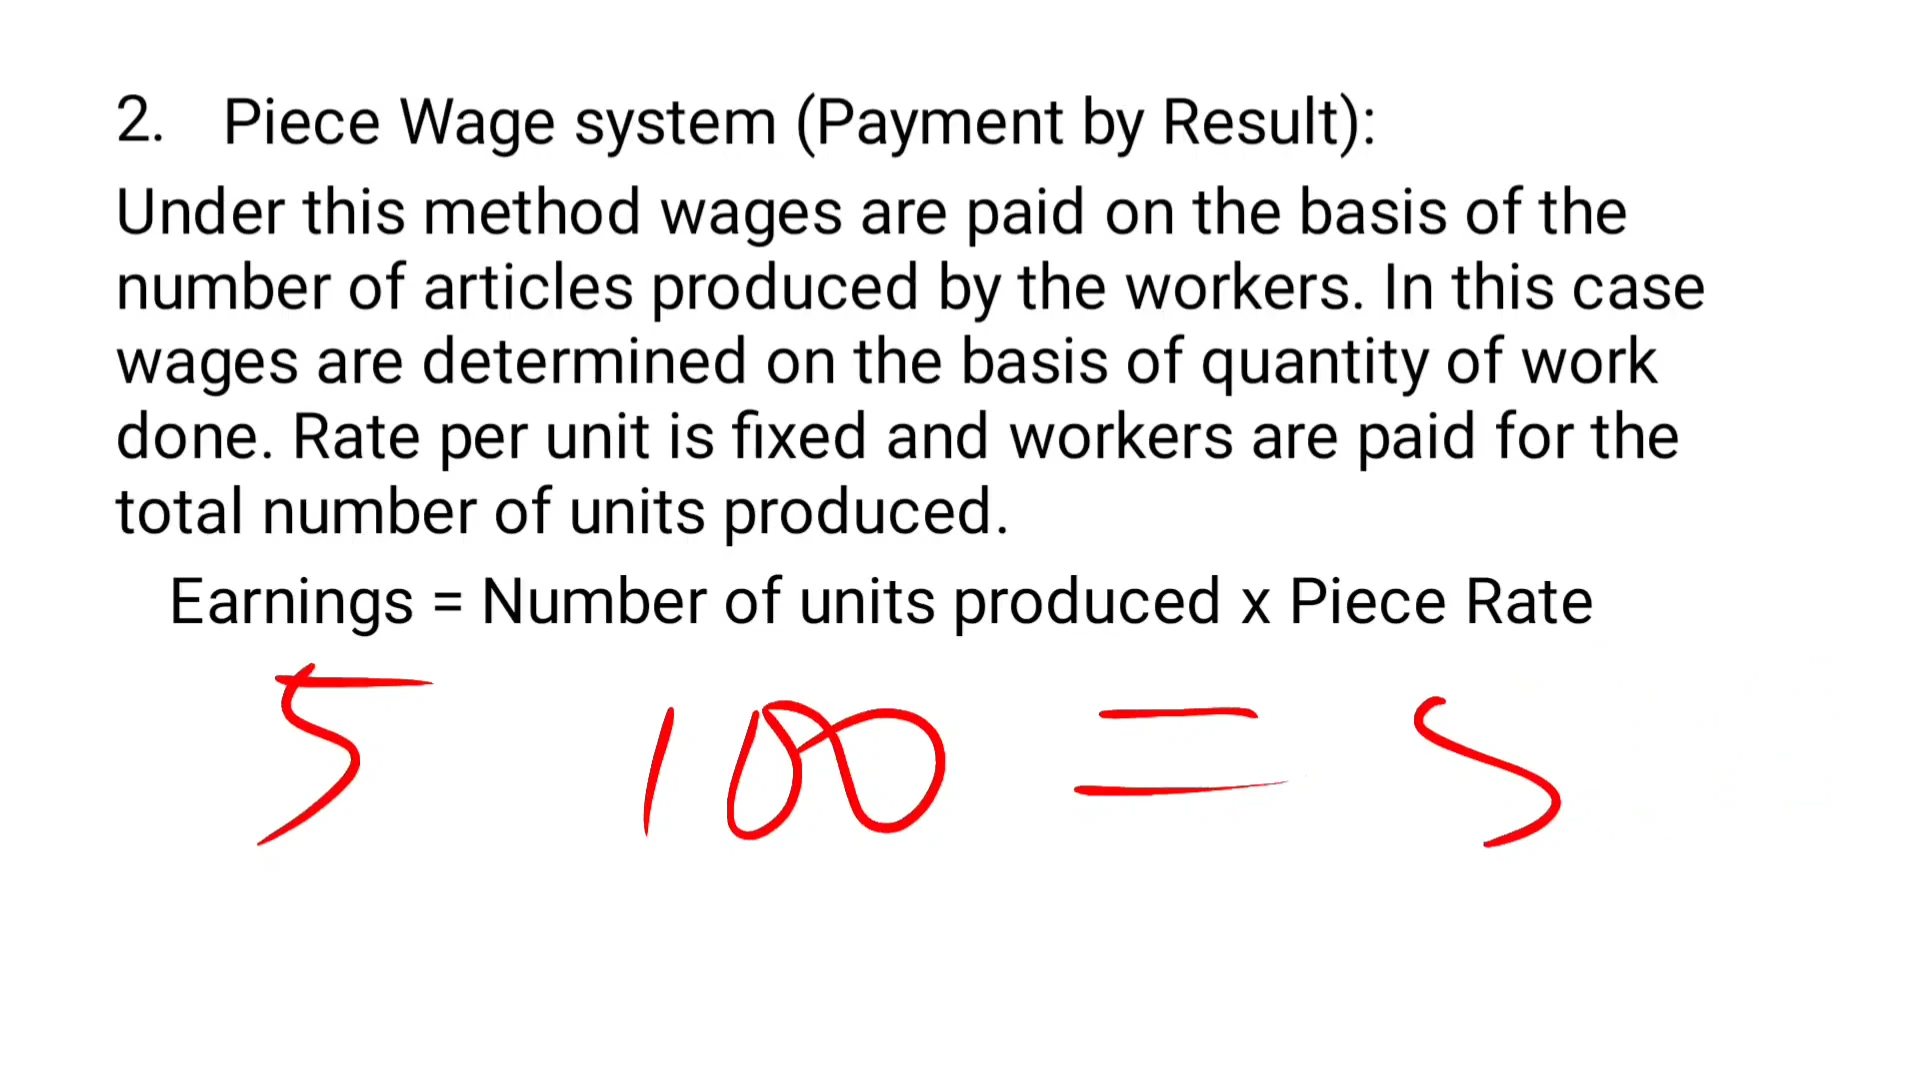 2. Piece Wage system (Payment by Result):
Under this method wages are paid on the basis of the
number of articles produced by the workers. In this case
wages are determined on the basis of quantity of work
done. Rate per unit is fixed and workers are paid for the
total number of units produced.
Earnings = Number of units produced x Piece Rate
5 100 = 5